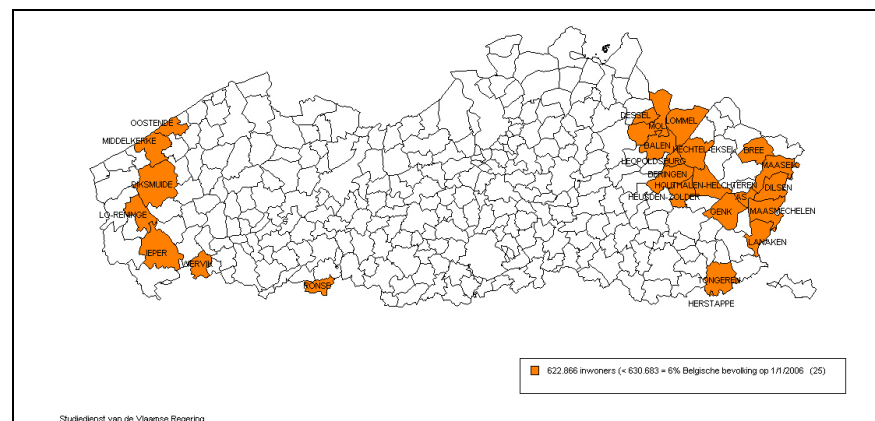 OOSTENDE
MIDDELKERKE
DIKSMUIDE
LO-RENINGE
IEPER
WERVIK
RONSE
DESSEL
LOMMEL
MOL
BALEN
HECHTEL-EKSEL
BREE
LEOPOLDSBURG
MAASEIK
BERINGEN
HOUTHALEN-HELCHTEREN
DILSEN
HEUSDEN-ZOLDER
AS
GENK
MAASMECHELEN
LANAKEN
TONGEREN
HERSTAPPE
622.866 inwoners (< 630.683 = 6% Belgische bevolking op 1/1/2006 (25)
Studiedienst van de Vlaamse Regering